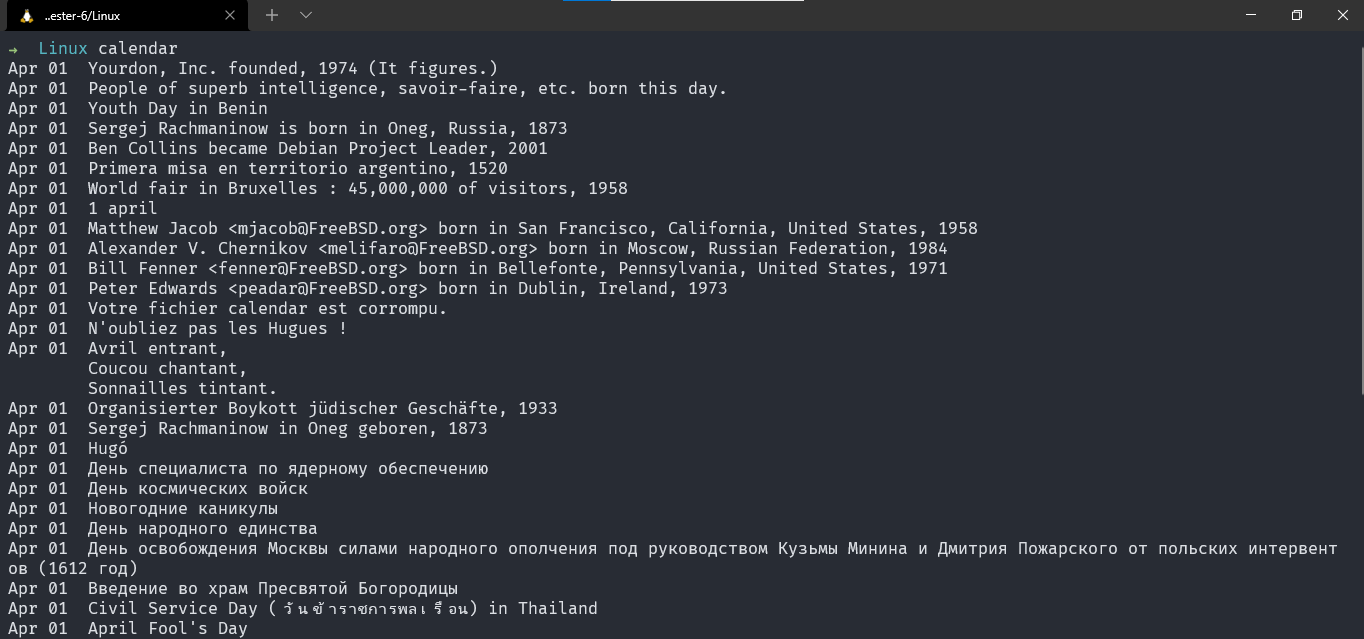 ..ester-6/Linux
→ Linux calendar
Apr 01  Yourdon, Inc. founded, 1974 (It figures.)
Apr 01  People of superb intelligence, savoir-faire, etc. born this day.
Apr 01  Youth Day in Benin
Apr 01  Sergej Rachmaninow is born in Oneg, Russia, 1873
Apr 01  Ben Collins became Debian Project Leader, 2001
Apr 01  Primera misa en territorio argentino, 1520
Apr 01  World fair in Bruxelles : 45,000,000 of visitors, 1958
Apr 01  1 april
Apr 01  Matthew Jacob <mjacob@FreeBSD.org> born in San Francisco, California, United States, 1958
Apr 01  Alexander V. Chernikov <melifaro@FreeBSD.org> born in Moscow, Russian Federation, 1984
Apr 01  Bill Fenner <fenner@FreeBSD.org> born in Bellefonte, Pennsylvania, United States, 1971
Apr 01  Peter Edwards <peadar@FreeBSD.org> born in Dublin, Ireland, 1973
Apr 01  Votre fichier calendar est corrompu.
Apr 01  N'oubliez pas les Hugues !
Apr 01  Avril entrant,
Coucou chantant,
Sonnailles tintant.
Apr 01  Organisierter Boykott jüdischer Geschäfte, 1933
Apr 01  Sergej Rachmaninow in Oneg geboren, 1873
Apr 01  Hugó
Apr 01  День специалиста по ядерному обеспечению
Apr 01  День космических войск
Apr 01  Новогодние каникулы
Apr 01  День народного единства
Apr 01  День освобождения Москвы силами народного ополчения под руководством Кузьмы Минина и Дмитрия Пожарского от польских интервент
ов (1612 год)
Apr 01  Введение во храм Пресвятой Богородицы
Apr 01  Civil Service Day (วันข้าราชการพลเรือน) in Thailand
Apr 01  April Fool's Day